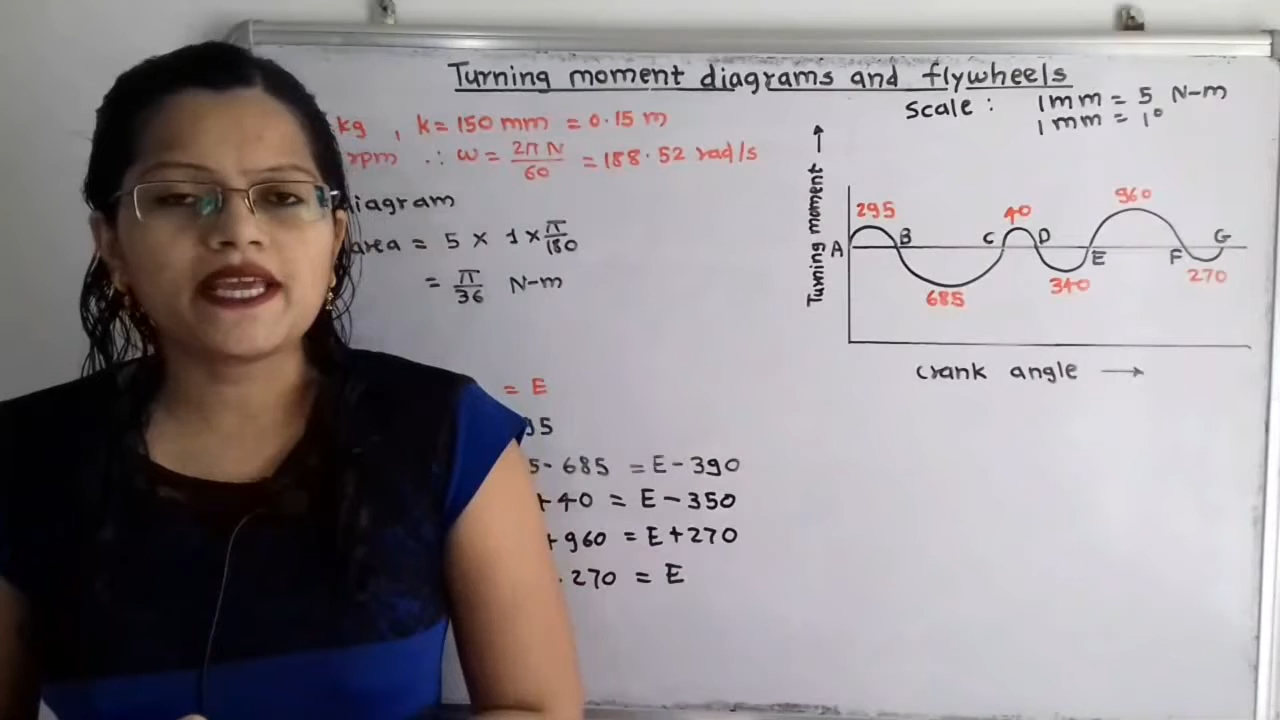 Turning moment diagrams and flywheels
Scale : 1mm = 5 N-m
1mm = 1°
kg , k = 150 mm = 0.15 m
rpm ∴ ω = 2πN/60 = 188.52 rad/s
diagram
area = 5 × 1 × π/180
= π/36 N-m
= E
95
5-685 = E-390
+40 = E-350
+960 = E+270
270 = E
Turning moment →
295
40
960
A B C D E F G
685
340
270
crank angle →